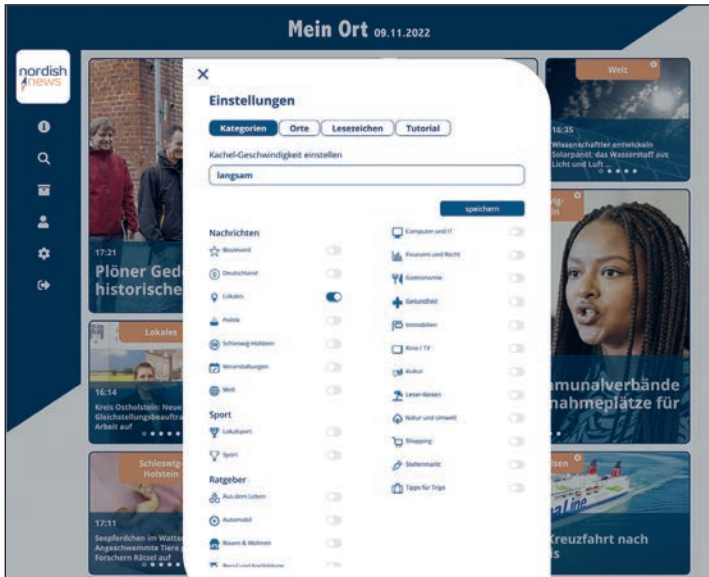 Mein Ort 09.11.2022
nordish
news
Einstellungen
Kategorien
Orte
Lesezeichen
Tutorial
Kachel-Geschwindigkeit einstellen
langsam
speichern
Nachrichten
Boulevard
Deutschland
Lokales
Politik
Schleswig-Holstein
Veranstaltungen
Welt
Sport
Lokalsport
Sport
Ratgeber
Aus dem Leben
Automobil
Bauen & Wohnen
Computer und IT
Finanzen und Recht
Gastronomie
Gesundheit
Immobilien
Kino / TV
Kultur
Leser-Reisen
Natur und Umwelt
Shopping
Stellenmarkt
Tipps für Trips
17:21
Plöner Ged
historische
Lokales
16:14
Kreis Ostholstein: Neue
Gleichstellungsbeauftra
Arbeit auf
Schleswig-
Holstein
17:11
Seepferdchen im Watte
Angeschwemmte Tiere
Forschern Rätsel auf
Welt
16:35
Wissenschaftler entwickeln
Solarpanel, das Wasserstoff aus
Licht und Luft ...
munalverbände
nahmeplätze für
isen
aLine
Kreuzfahrt nach
is